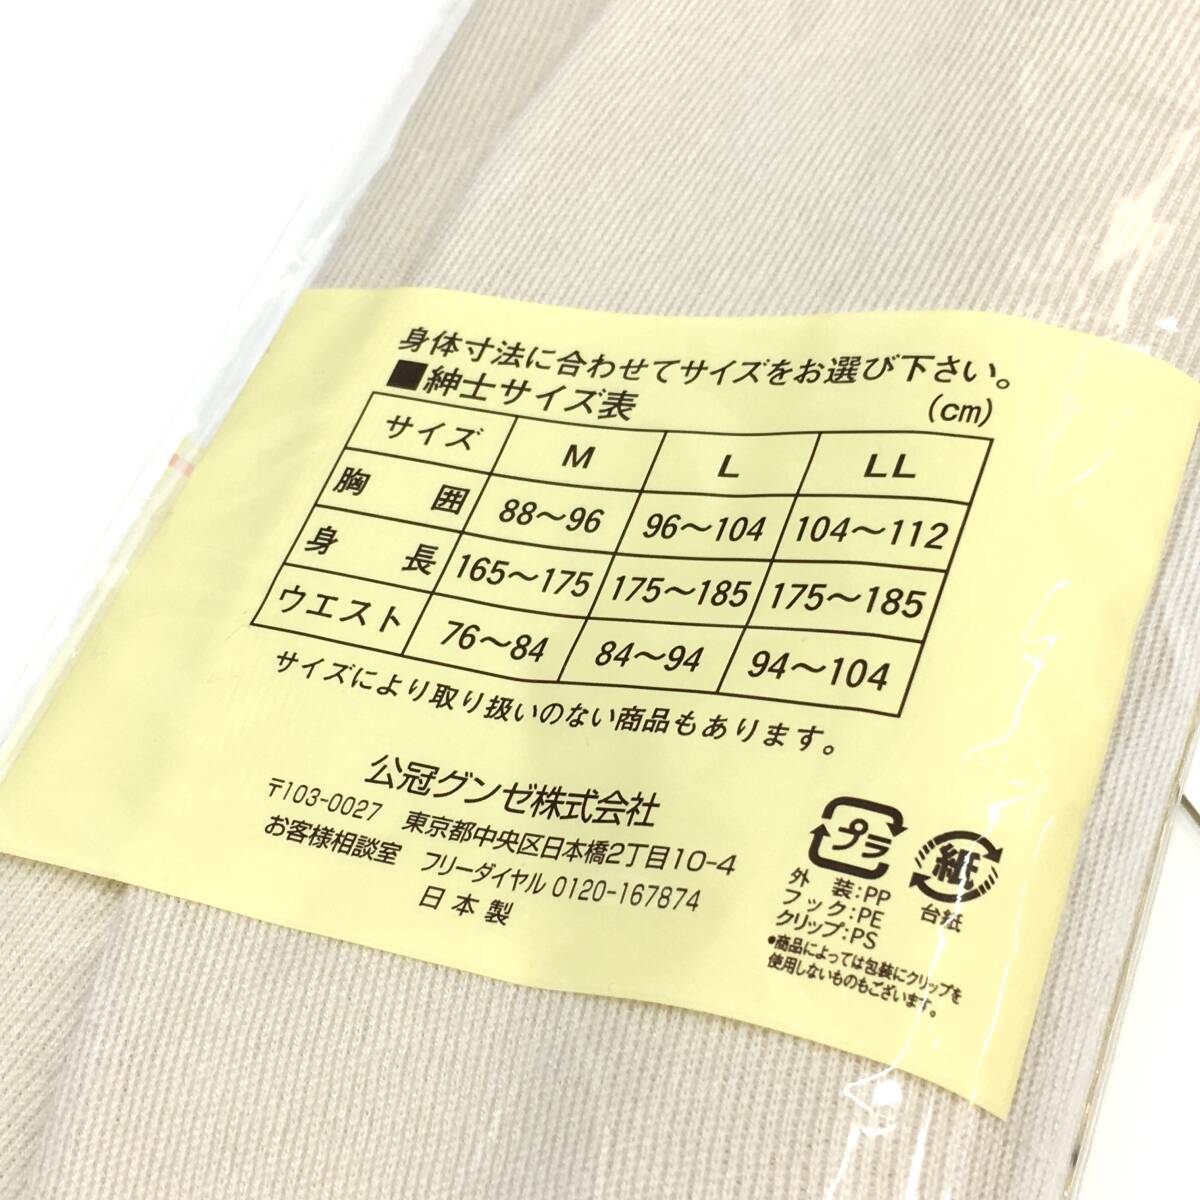 身体寸法に合わせてサイズをお選び下さい。
■紳士サイズ表 (cm)
サイズ M L LL
胸囲 88〜96 96〜104 104〜112
身長 165〜175 175〜185 175〜185
ウエスト 76〜84 84〜94 94〜104
サイズにより取り扱いのない商品もあります。
公冠グンゼ株式会社
〒103-0027 東京都中央区日本橋2丁目10-4
お客様相談室 フリーダイヤル 0120-167874
日本製
プラ
外装:PP
フック:PE
クリップ:PS
紙
台紙
●商品によっては包装にクリップを
使用しないものもございます。